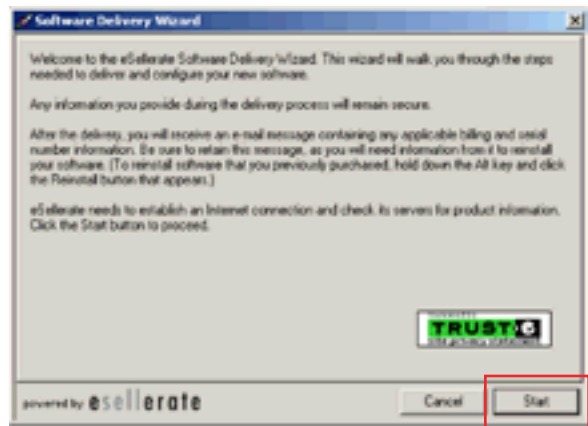 Software Delivery Wizard
Welcome to the eSellerate Software Delivery Wizard. This wizard will walk you through the steps
needed to deliver and configure your new software.
Any information you provide during the delivery process will remain secure.
After the delivery, you will receive an e-mail message containing any applicable billing and serial
number information. Be sure to retain this message, as you will need information from it to reinstall
your software. (To reinstall software that you previously purchased, hold down the Alt key and click
the Reinstall button that appears.)
eSellerate needs to establish an Internet connection and check its servers for product information.
Click the Start button to proceed.
TRUST e
site privacy statement
powered by esellerate
Cancel
Start